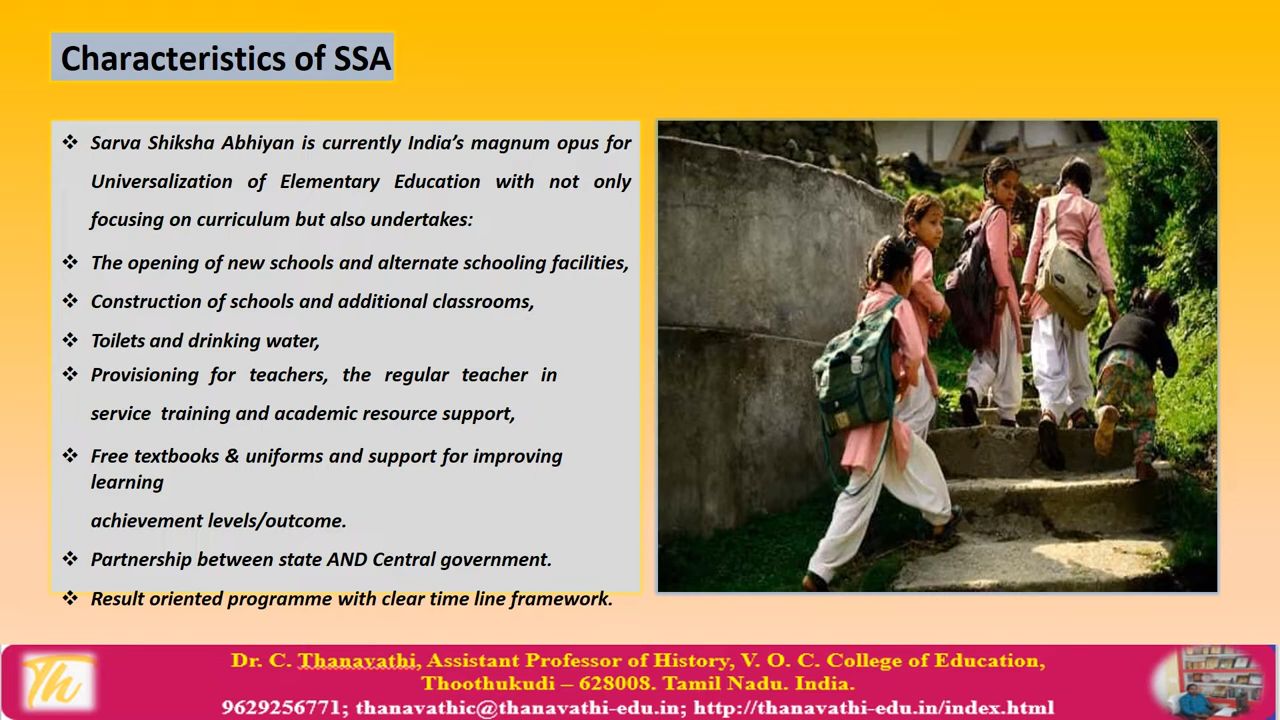 Characteristics of SSA
❖ Sarva Shiksha Abhiyan is currently India's magnum opus for
Universalization of Elementary Education with not only
focusing on curriculum but also undertakes:
❖ The opening of new schools and alternate schooling facilities,
❖ Construction of schools and additional classrooms,
❖ Toilets and drinking water,
❖ Provisioning for teachers, the regular teacher in
service training and academic resource support,
❖ Free textbooks & uniforms and support for improving
learning
achievement levels/outcome.
❖ Partnership between state AND Central government.
❖ Result oriented programme with clear time line framework.
Th
Dr. C. Thanavathi, Assistant Professor of History, V. O. C. College of Education,
Thoothukudi – 628008. Tamil Nadu. India.
9629256771; thanavathic@thanavathi-edu.in; http://thanavathi-edu.in/index.html